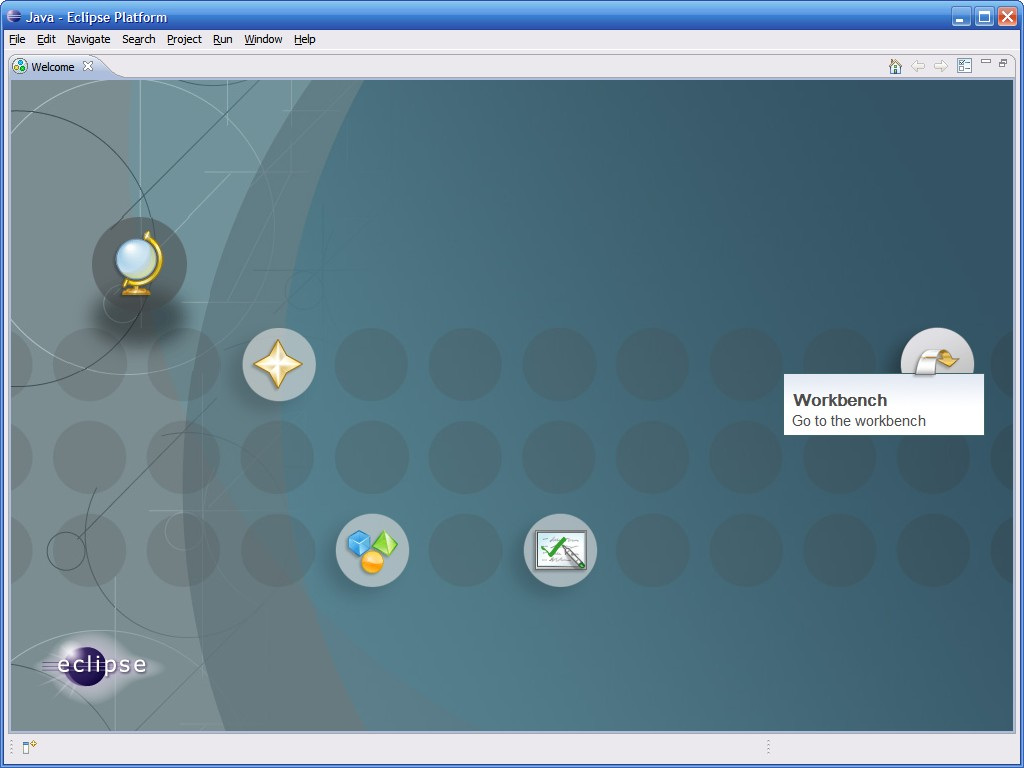 Java - Eclipse Platform
File Edit Navigate Search Project Run Window Help
Welcome
Workbench
Go to the workbench
eclipse